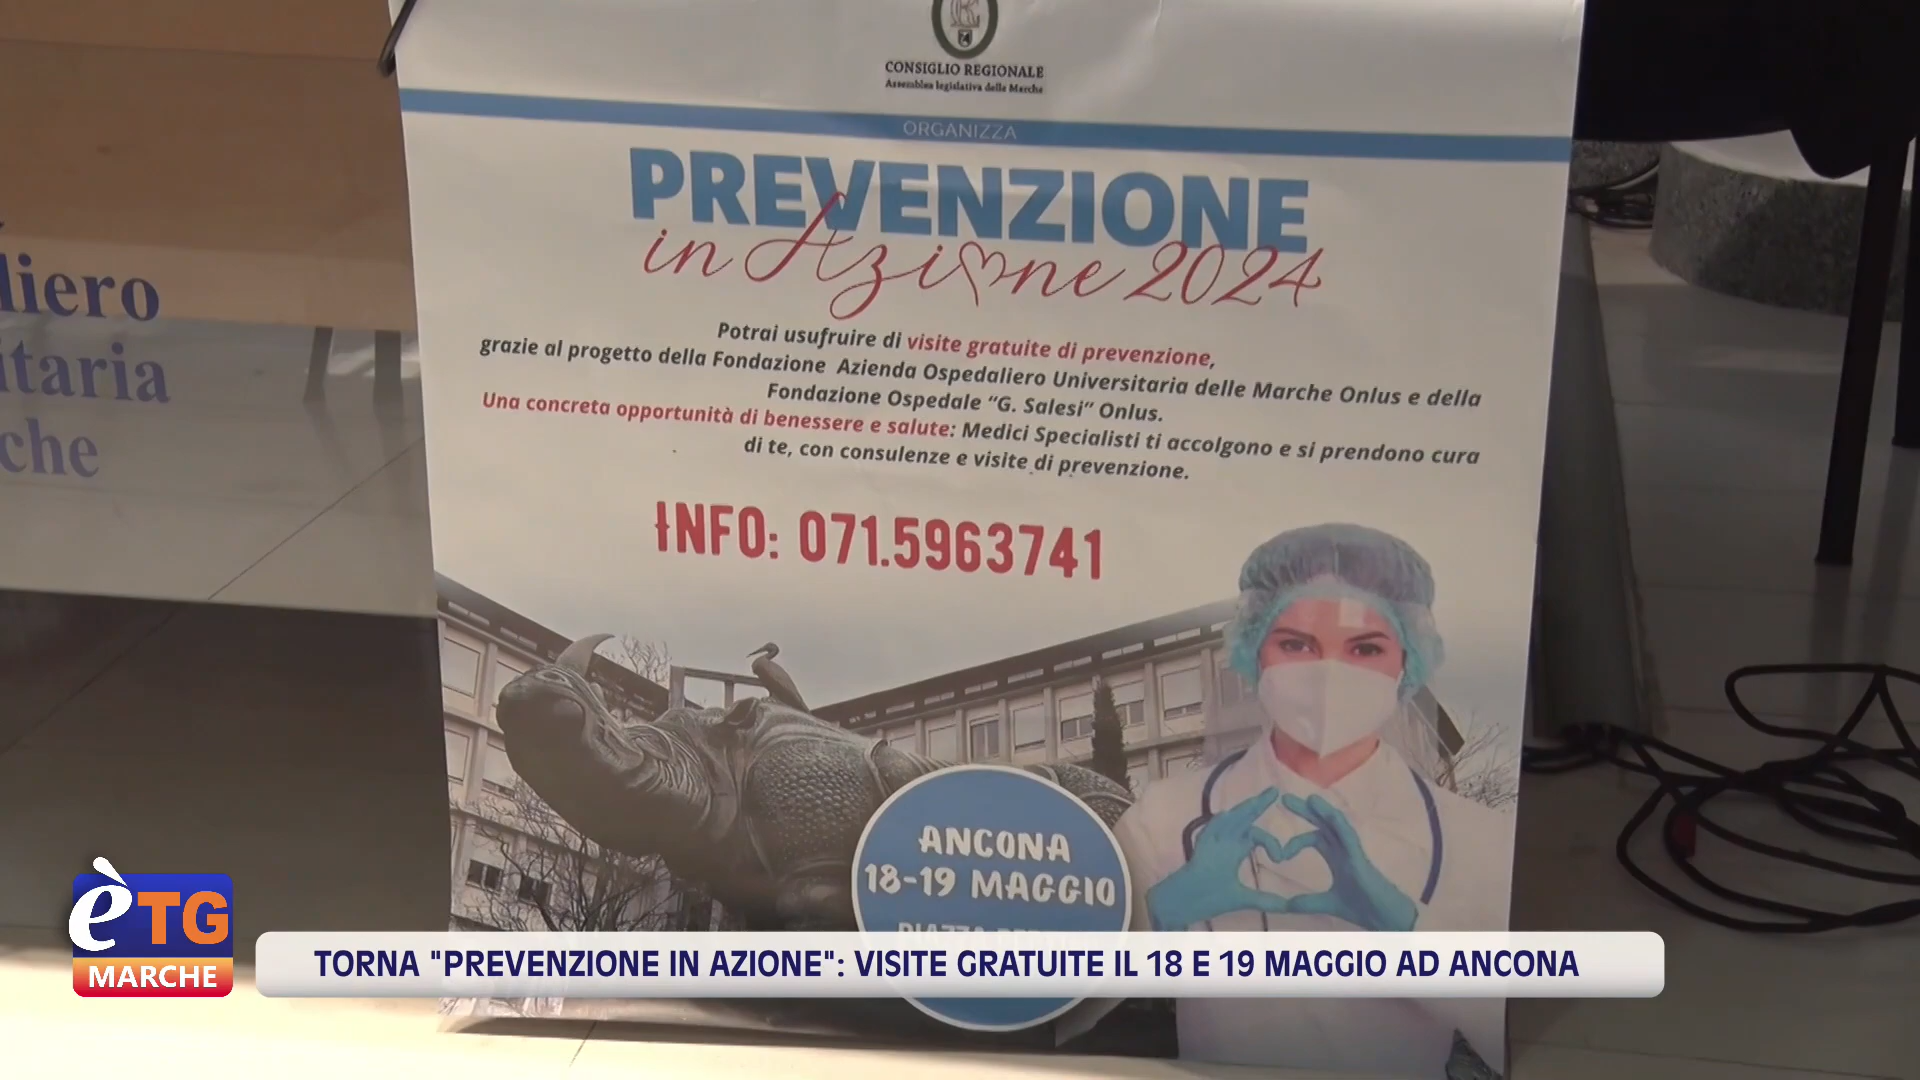 CONSIGLIO REGIONALE
Assemblea legislativa delle Marche
ORGANIZZA
PREVENZIONE
in Azione 2024
Potrai usufruire di visite gratuite di prevenzione,
grazie al progetto della Fondazione Azienda Ospedaliero Universitaria delle Marche Onlus e della
Fondazione Ospedale “G. Salesi” Onlus.
Una concreta opportunità di benessere e salute: Medici Specialisti ti accolgono e si prendono cura
di te, con consulenze e visite di prevenzione.
INFO: 071.5963741
ANCONA
18-19 MAGGIO
PIAZZA
liero
itaria
che
èTG
MARCHE
TORNA "PREVENZIONE IN AZIONE": VISITE GRATUITE IL 18 E 19 MAGGIO AD ANCONA